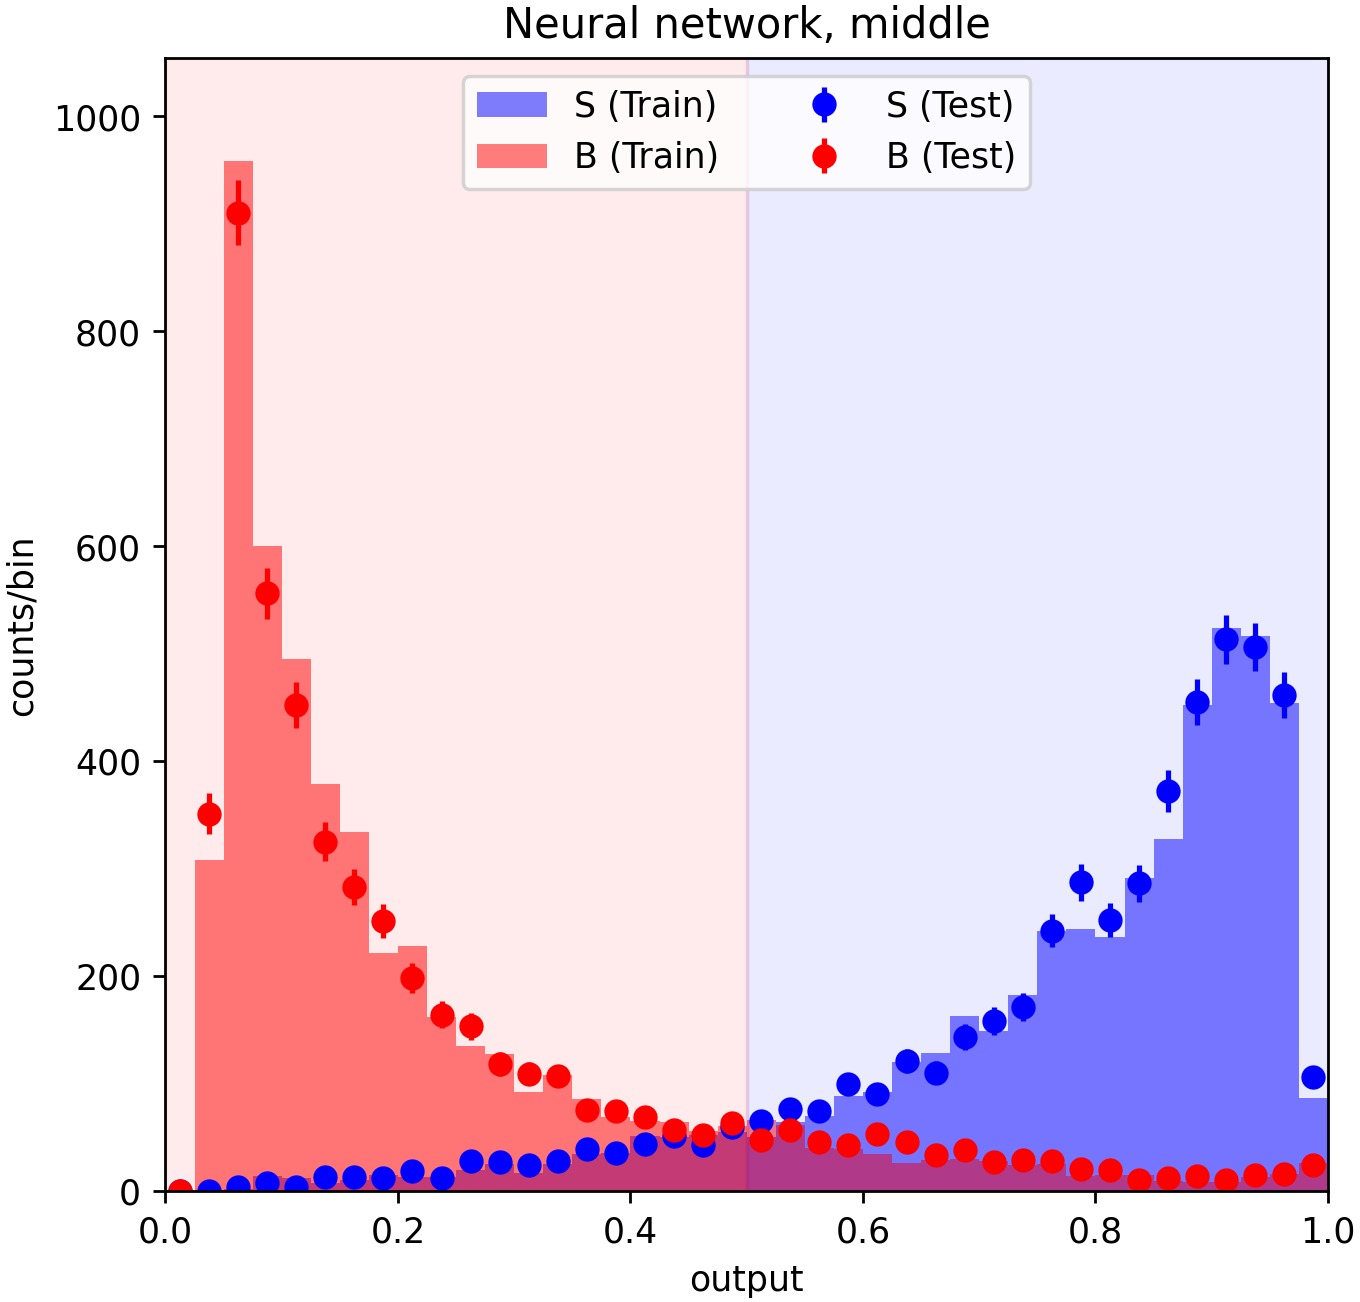 Neural network, middle
S (Train)
B (Train)
S (Test)
B (Test)
counts/bin
1000
800
600
400
200
0
0.0 0.2 0.4 0.6 0.8 1.0
output